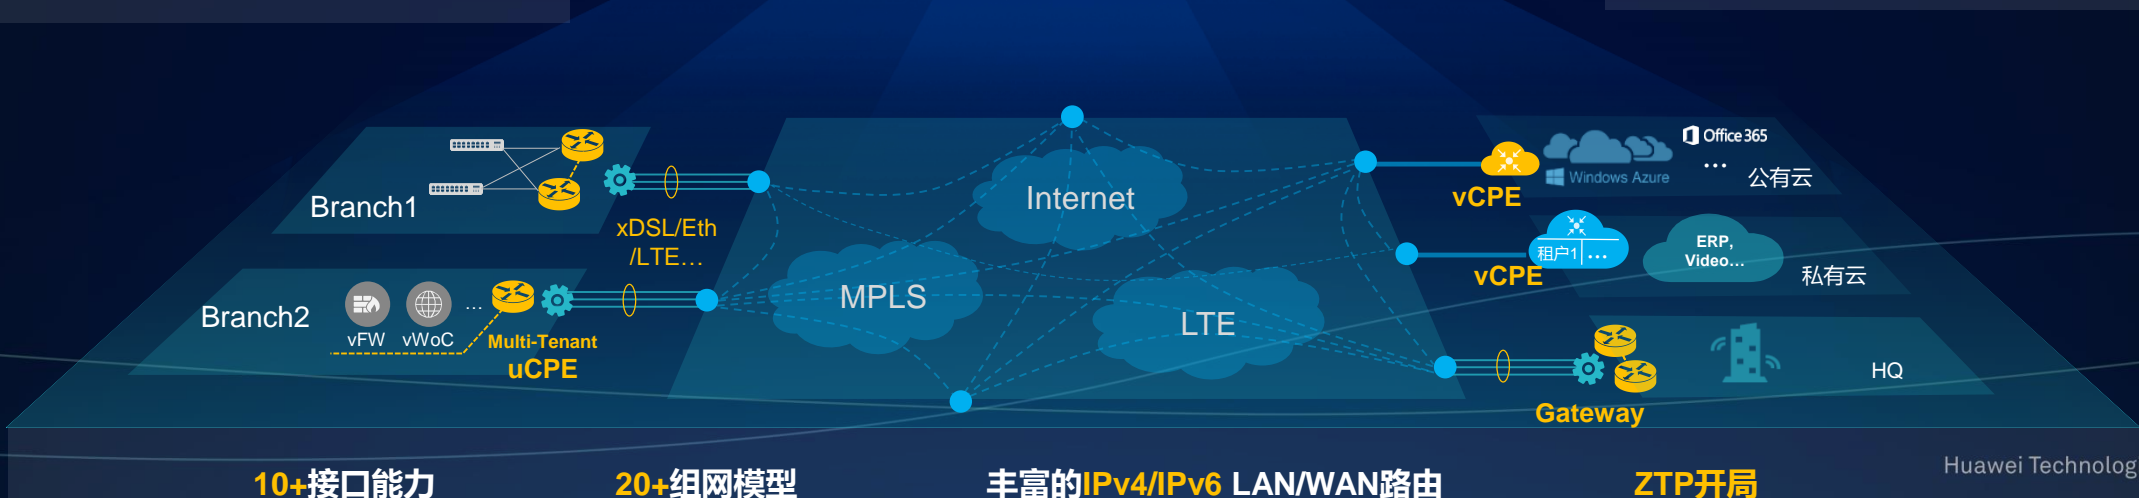 Office 365
...
Windows Azure
公有云
vCPE
Internet
Branch1
xDSL/Eth
/LTE…
ERP,
Video...
租户1 ...
vCPE
私有云
MPLS
Branch2
...
vFW vWoC
Multi-Tenant
uCPE
LTE
HQ
Gateway
Huawei Technolog
10+接口能力
20+组网模型
丰富的IPv4/IPv6 LAN/WAN路由
ZTP开局